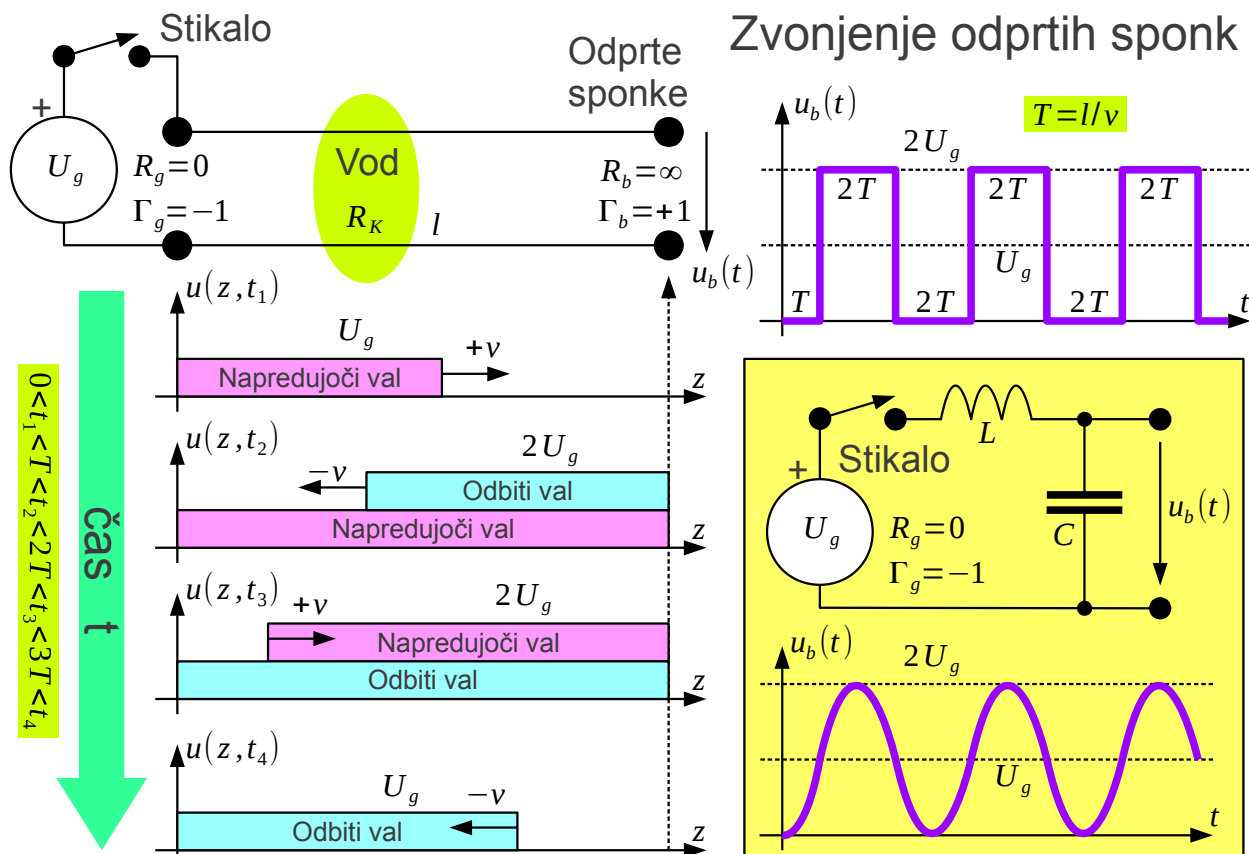 Zvonjenje odprtih sponk
Stikalo
Odprte
sponke
+
U_g
R_g=0
Γ_g=−1
Vod
R_K
l
R_b=∞
Γ_b=+1
u_b(t)
u(z,t_1)
U_g
+v
Napredujoči val
z
u(z,t_2)
2U_g
−v
Odbiti val
Napredujoči val
z
u(z,t_3)
2U_g
+v
Napredujoči val
Odbiti val
z
u(z,t_4)
U_g
−v
Odbiti val
z
čas t
0<t_1<T<t_2<2T<t_3<3T<t_4
u_b(t)
T=l/v
2U_g
2T 2T 2T
U_g
T 2T 2T
t
L
Stikalo
+
U_g
R_g=0
Γ_g=−1
C
u_b(t)
u_b(t)
2U_g
U_g
t